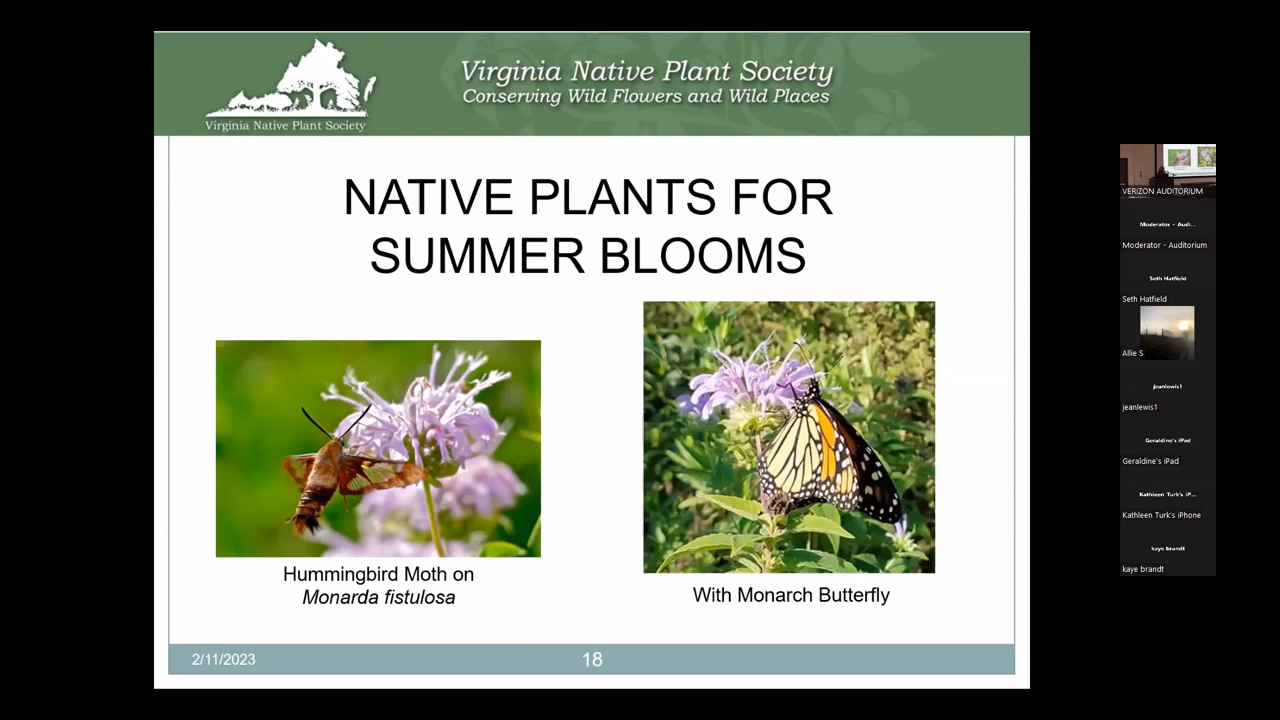 Virginia Native Plant Society
Conserving Wild Flowers and Wild Places
Virginia Native Plant Society
NATIVE PLANTS FOR
SUMMER BLOOMS
Hummingbird Moth on
Monarda fistulosa
With Monarch Butterfly
2/11/2023
18
VERIZON AUDITORIUM
Moderator - Audi...
Moderator - Auditorium
Seth Hatfield
Seth Hatfield
Allie S
jeanlewis1
jeanlewis1
Geraldine's iPad
Geraldine's iPad
Kathleen Turk's iP...
Kathleen Turk's iPhone
kaye brandt
kaye brandt